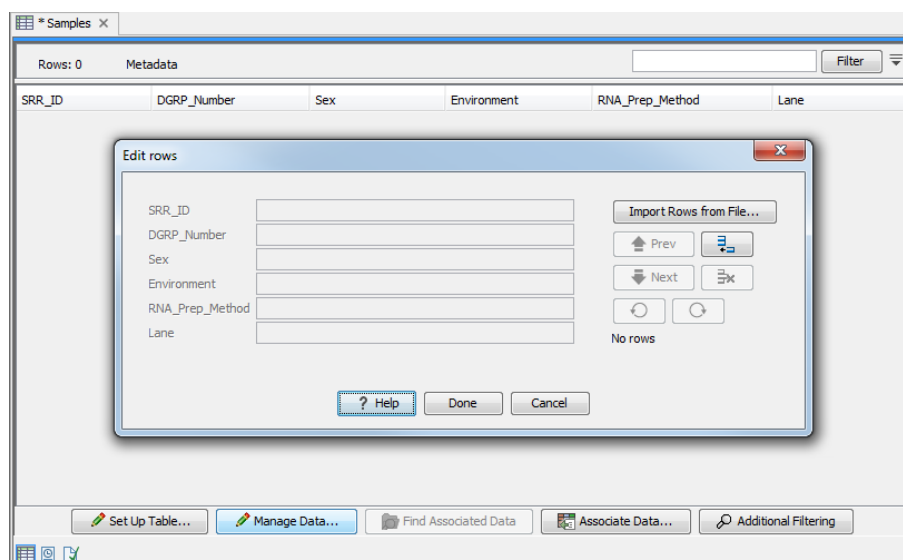 * Samples
Rows: 0 Metadata Filter
SRR_ID DGRP_Number Sex Environment RNA_Prep_Method Lane
Edit rows
SRR_ID Import Rows from File...
DGRP_Number Prev
Sex
Environment Next
RNA_Prep_Method
Lane No rows
? Help Done Cancel
Set Up Table... Manage Data... Find Associated Data Associate Data... Additional Filtering